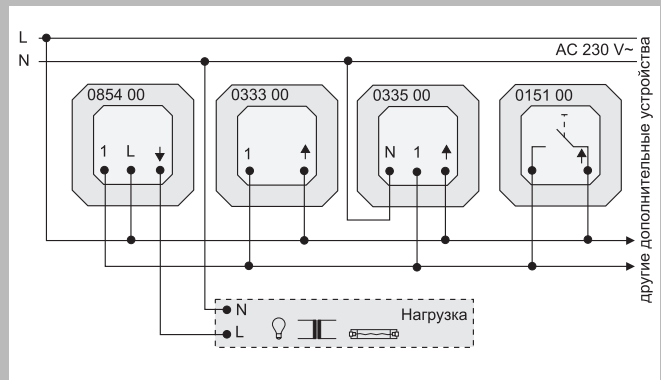 L
N
AC 230 V~
0854 00
0333 00
0335 00
0151 00
1 L
1
N 1
другие дополнительные устройства
N
L
Нагрузка